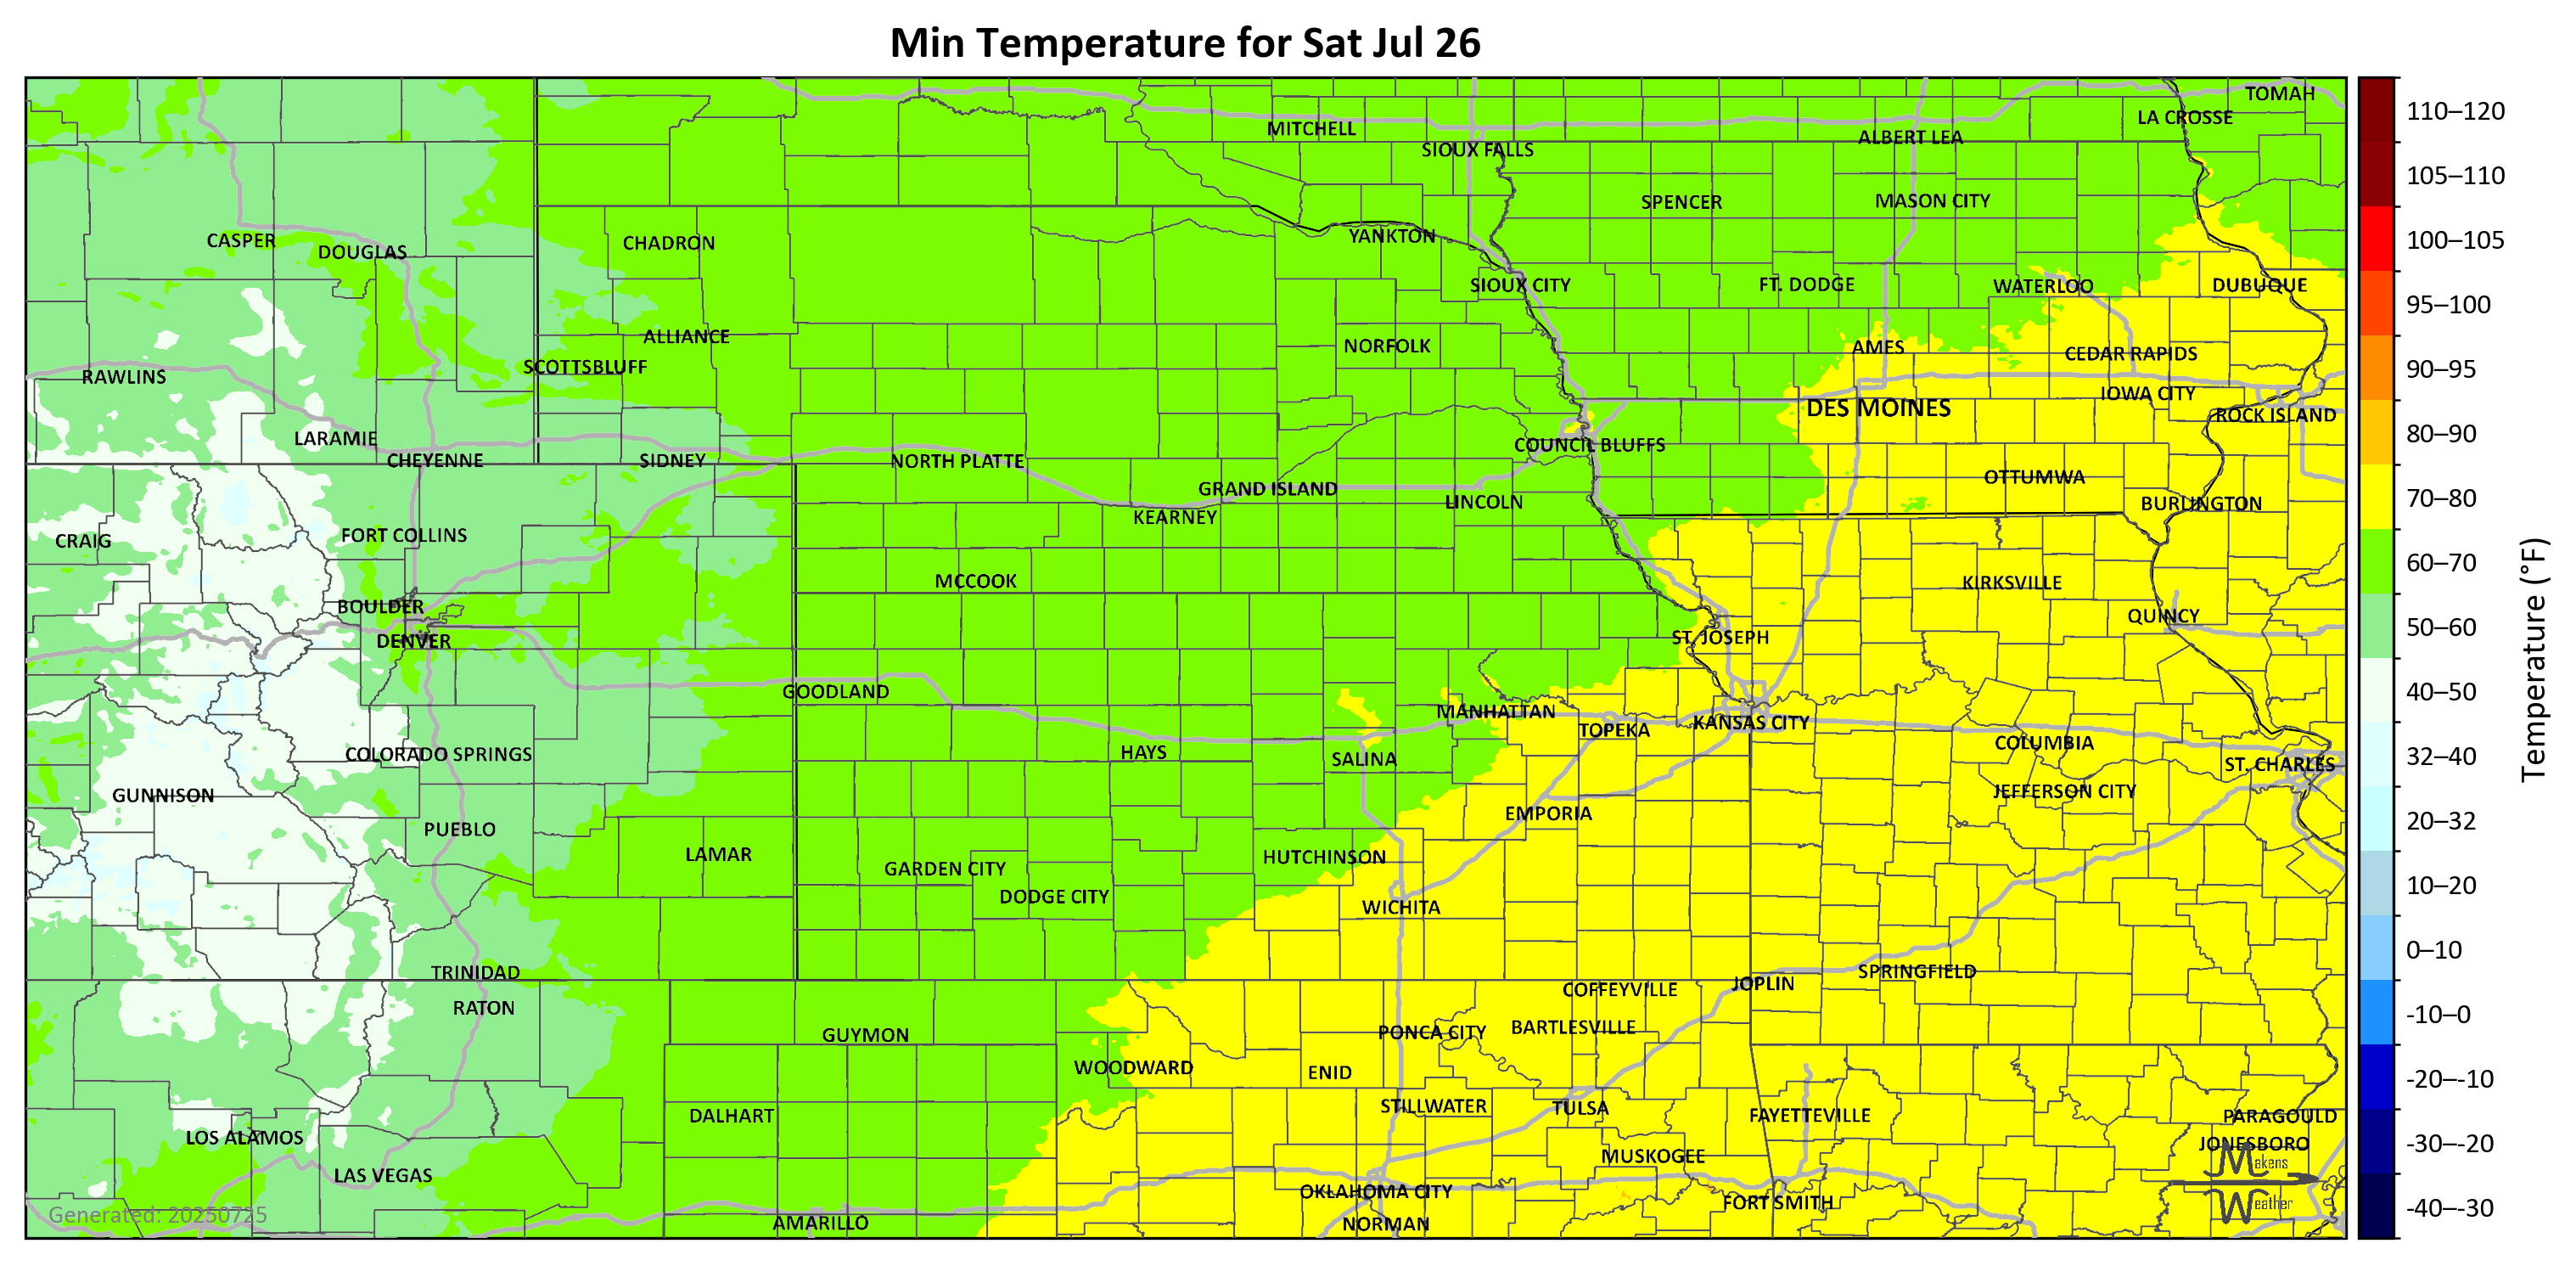 Min Temperature for Sat Jul 26
TOMAH
LA CROSSE
MITCHELL
ALBERT LEA
SIOUX FALLS
SPENCER
MASON CITY
YANKTON
CASPER
CHADRON
DOUGLAS
SIOUX CITY
FT. DODGE
WATERLOO
DUBUQUE
ALLIANCE
NORFOLK
AMES
CEDAR RAPIDS
SCOTTSBLUFF
RAWLINS
IOWA CITY
DES MOINES
ROCK ISLAND
LARAMIE
COUNCIL BLUFFS
CHEYENNE
SIDNEY
NORTH PLATTE
OTTUMWA
GRAND ISLAND
LINCOLN
BURLINGTON
KEARNEY
FORT COLLINS
CRAIG
MCCOOK
KIRKSVILLE
BOULDER
QUINCY
DENVER
ST. JOSEPH
GOODLAND
MANHATTAN
KANSAS CITY
TOPEKA
COLUMBIA
COLORADO SPRINGS
HAYS
SALINA
ST. CHARLES
GUNNISON
JEFFERSON CITY
EMPORIA
PUEBLO
LAMAR
HUTCHINSON
GARDEN CITY
DODGE CITY
WICHITA
TRINIDAD
SPRINGFIELD
JOPLIN
COFFEYVILLE
RATON
GUYMON
PONCA CITY
BARTLESVILLE
WOODWARD
ENID
STILLWATER
TULSA
DALHART
FAYETTEVILLE
PARAGOULD
LOS ALAMOS
JONESBORO
MUSKOGEE
LAS VEGAS
OKLAHOMA CITY
FORT SMITH
AMARILLO
NORMAN
Makens
Weather
Generated: 20250725
110–120
105–110
100–105
95–100
90–95
80–90
70–80
60–70
50–60
40–50
32–40
20–32
10–20
0–10
-10–0
-20–-10
-30–-20
-40–-30
Temperature (°F)